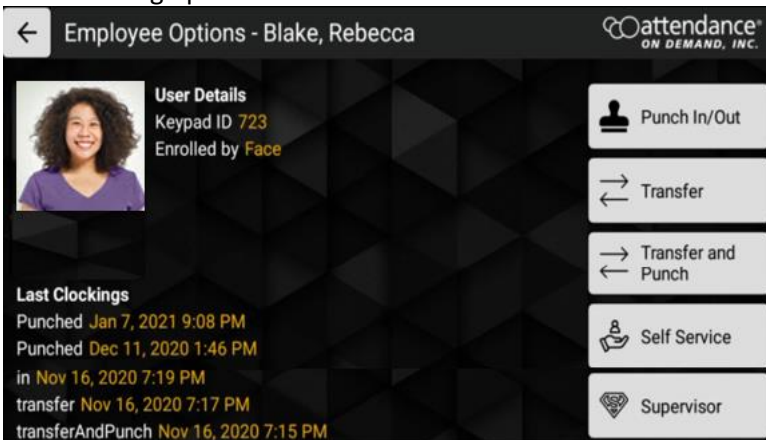 Employee Options - Blake, Rebecca
attendance®
ON DEMAND, INC.
User Details
Keypad ID 723
Enrolled by Face
Last Clockings
Punched Jan 7, 2021 9:08 PM
Punched Dec 11, 2020 1:46 PM
in Nov 16, 2020 7:19 PM
transfer Nov 16, 2020 7:17 PM
transferAndPunch Nov 16, 2020 7:15 PM
Punch In/Out
Transfer
Transfer and
Punch
Self Service
Supervisor